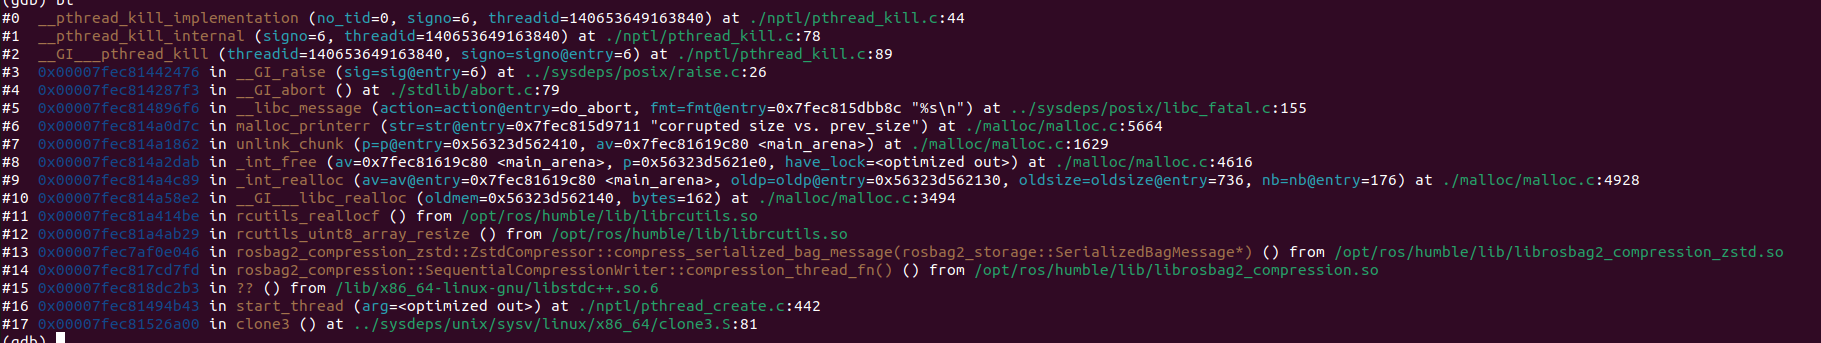 (gdb) bt
#0  __pthread_kill_implementation (no_tid=0, signo=6, threadid=140653649163840) at ./nptl/pthread_kill.c:44
#1  __pthread_kill_internal (signo=6, threadid=140653649163840) at ./nptl/pthread_kill.c:78
#2  __GI___pthread_kill (threadid=140653649163840, signo=signo@entry=6) at ./nptl/pthread_kill.c:89
#3  0x00007fec81442476 in __GI_raise (sig=sig@entry=6) at ../sysdeps/posix/raise.c:26
#4  0x00007fec814287f3 in __GI_abort () at ./stdlib/abort.c:79
#5  0x00007fec814896f6 in __libc_message (action=action@entry=do_abort, fmt=fmt@entry=0x7fec815dbb8c "%s\n") at ../sysdeps/posix/libc_fatal.c:155
#6  0x00007fec814a0d7c in malloc_printerr (str=str@entry=0x7fec815d9711 "corrupted size vs. prev_size") at ./malloc/malloc.c:5664
#7  0x00007fec814a1862 in unlink_chunk (p=p@entry=0x56323d562410, av=0x7fec81619c80 <main_arena>) at ./malloc/malloc.c:1629
#8  0x00007fec814a2dab in _int_free (av=0x7fec81619c80 <main_arena>, p=0x56323d5621e0, have_lock=<optimized out>) at ./malloc/malloc.c:4616
#9  0x00007fec814a4c89 in _int_realloc (av=av@entry=0x7fec81619c80 <main_arena>, oldp=oldp@entry=0x56323d562130, oldsize=oldsize@entry=736, nb=nb@entry=176) at ./malloc/malloc.c:4928
#10 0x00007fec814a58e2 in __GI___libc_realloc (oldmem=0x56323d562140, bytes=162) at ./malloc/malloc.c:3494
#11 0x00007fec81a414be in rcutils_reallocf () from /opt/ros/humble/lib/librcutils.so
#12 0x00007fec81a4ab29 in rcutils_uint8_array_resize () from /opt/ros/humble/lib/librcutils.so
#13 0x00007fec7af0e046 in rosbag2_compression_zstd::ZstdCompressor::compress_serialized_bag_message(rosbag2_storage::SerializedBagMessage*) () from /opt/ros/humble/lib/librosbag2_compression_zstd.so
#14 0x00007fec817cd7fd in rosbag2_compression::SequentialCompressionWriter::compression_thread_fn() () from /opt/ros/humble/lib/librosbag2_compression.so
#15 0x00007fec818dc2b3 in ?? () from /lib/x86_64-linux-gnu/libstdc++.so.6
#16 0x00007fec81494b43 in start_thread (arg=<optimized out>) at ./nptl/pthread_create.c:442
#17 0x00007fec81526a00 in clone3 () at ../sysdeps/unix/sysv/linux/x86_64/clone3.S:81
(gdb)